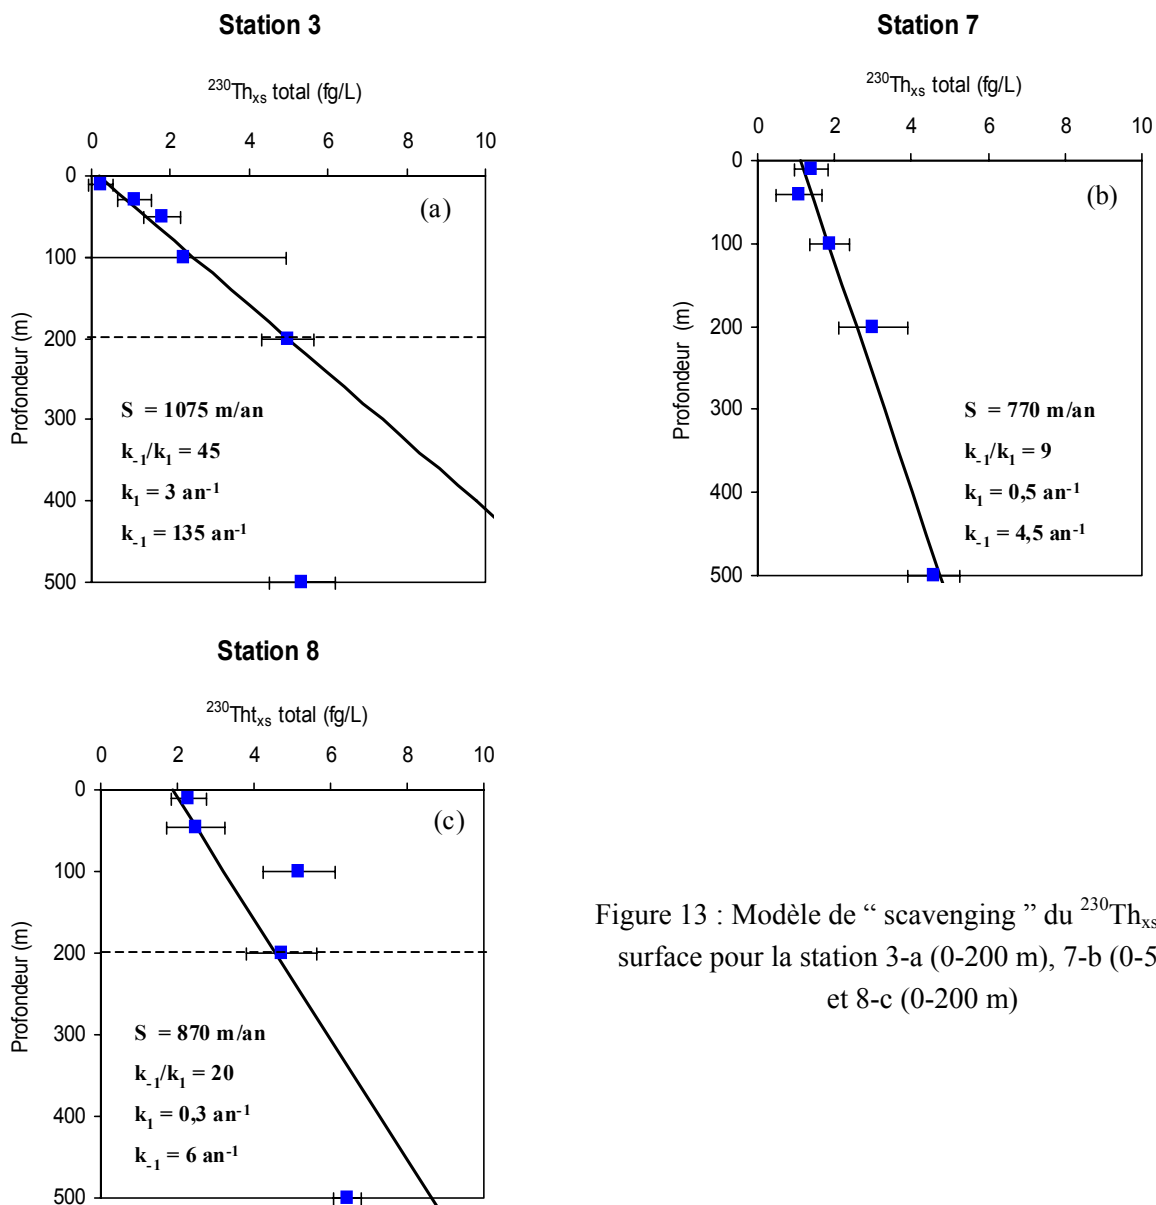 Station 3
Station 7
²³⁰Thₓₛ total (fg/L)
0 2 4 6 8 10
0
100
200
300
400
500
Profondeur (m)
(a)
S = 1075 m/an
k₋₁/k₁ = 45
k₁ = 3 an⁻¹
k₋₁ = 135 an⁻¹
²³⁰Thₓₛ total (fg/L)
0 2 4 6 8 10
0
100
200
300
400
500
Profondeur (m)
(b)
S = 770 m/an
k₋₁/k₁ = 9
k₁ = 0,5 an⁻¹
k₋₁ = 4,5 an⁻¹
Station 8
²³⁰Thtₓₛ total (fg/L)
0 2 4 6 8 10
0
100
200
300
400
500
Profondeur (m)
(c)
S = 870 m/an
k₋₁/k₁ = 20
k₁ = 0,3 an⁻¹
k₋₁ = 6 an⁻¹
Figure 13 : Modèle de “ scavenging ” du ²³⁰Thₓₛ
surface pour la station 3-a (0-200 m), 7-b (0-5
et 8-c (0-200 m)